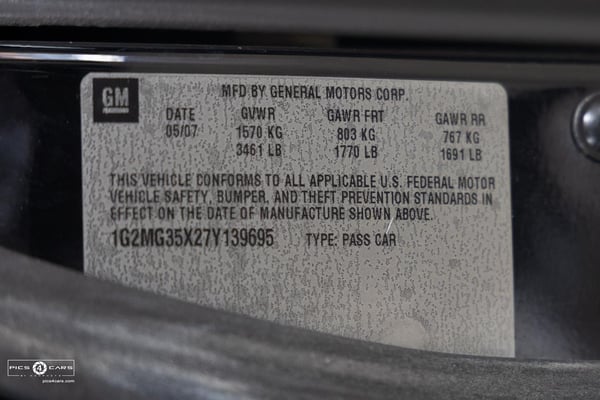 GM
MFD BY GENERAL MOTORS CORP.
DATE GVWR GAWR FRT GAWR RR
05/07 1570 KG 803 KG 767 KG
3461 LB 1770 LB 1691 LB
THIS VEHICLE CONFORMS TO ALL APPLICABLE U.S. FEDERAL MOTOR
VEHICLE SAFETY, BUMPER, AND THEFT PREVENTION STANDARDS IN
EFFECT ON THE DATE OF MANUFACTURE SHOWN ABOVE.
1G2MG35X27Y139695 TYPE: PASS CAR
PICS 4 CARS
pics4cars.com